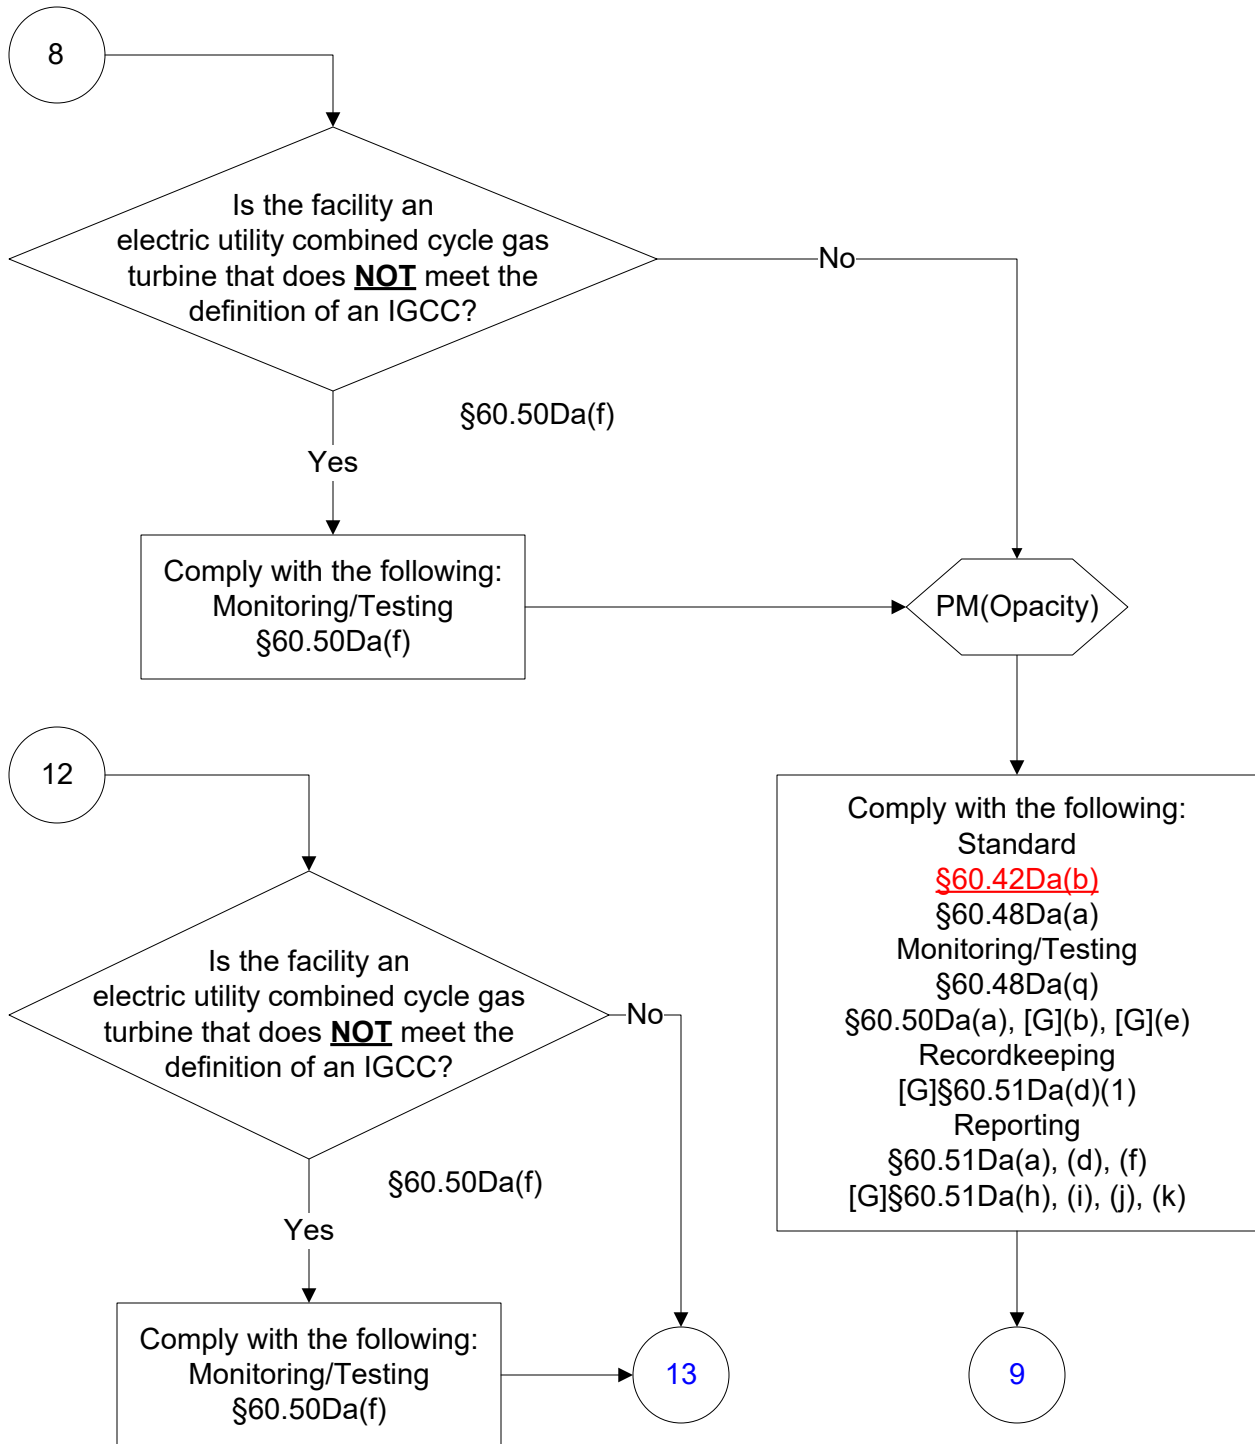 8
Is the facility an
electric utility combined cycle gas
turbine that does NOT meet the
definition of an IGCC?
No
§60.50Da(f)
Yes
Comply with the following:
Monitoring/Testing
§60.50Da(f)
PM(Opacity)
12
Is the facility an
electric utility combined cycle gas
turbine that does NOT meet the
definition of an IGCC?
No
§60.50Da(f)
Yes
Comply with the following:
Monitoring/Testing
§60.50Da(f)
13
Comply with the following:
Standard
§60.42Da(b)
§60.48Da(a)
Monitoring/Testing
§60.48Da(q)
§60.50Da(a), [G](b), [G](e)
Recordkeeping
[G]§60.51Da(d)(1)
Reporting
§60.51Da(a), (d), (f)
[G]§60.51Da(h), (i), (j), (k)
9